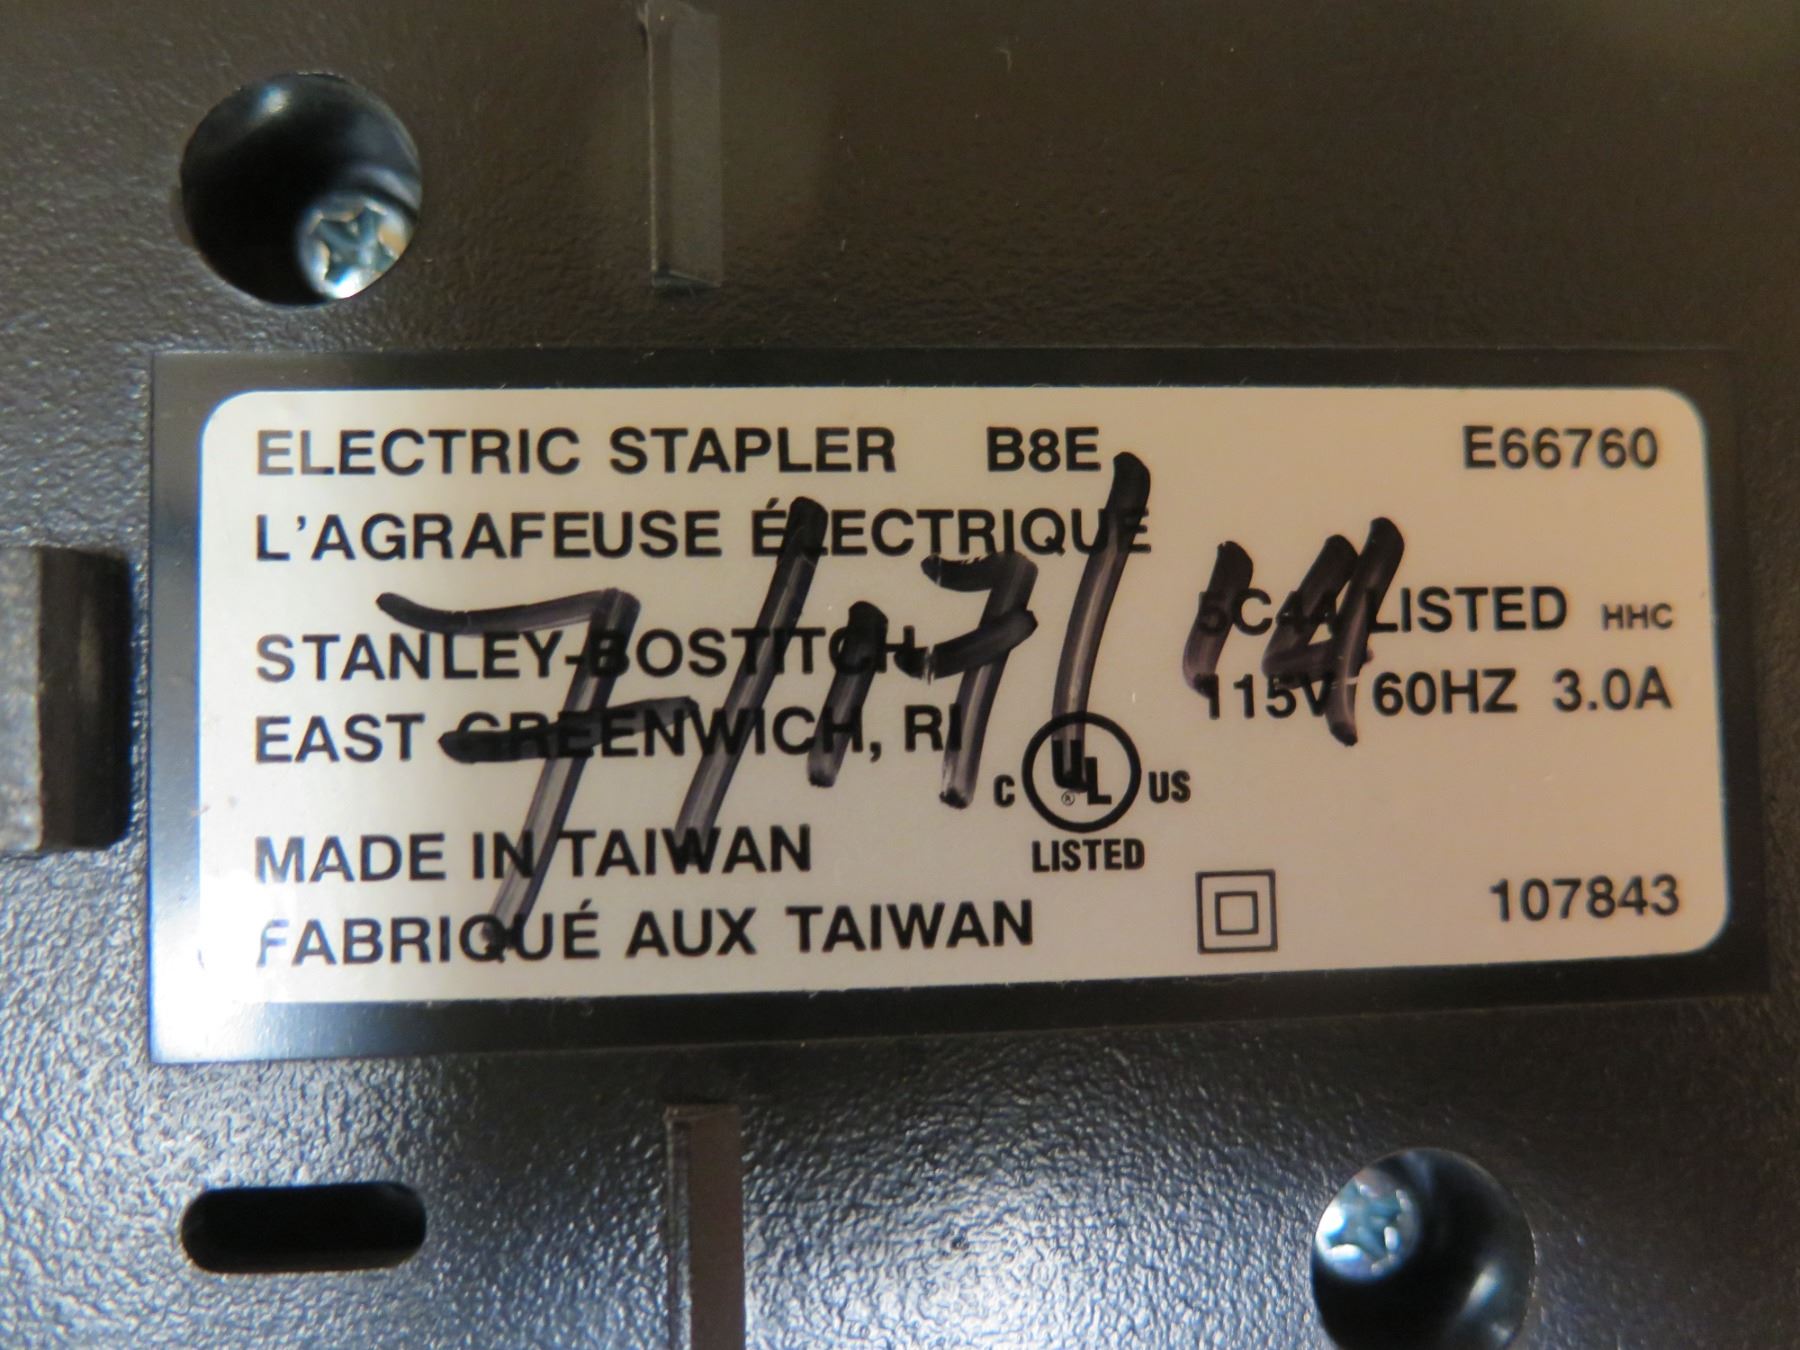 ELECTRIC STAPLER B8E E66760
L'AGRAFEUSE ÉLECTRIQUE
7/17/14
STANLEY-BOSTITCH, 5C44 LISTED HHC
EAST GREENWICH, RI 115V 60HZ 3.0A
C UL® US
LISTED
MADE IN TAIWAN
FABRIQUÉ AUX TAIWAN 107843